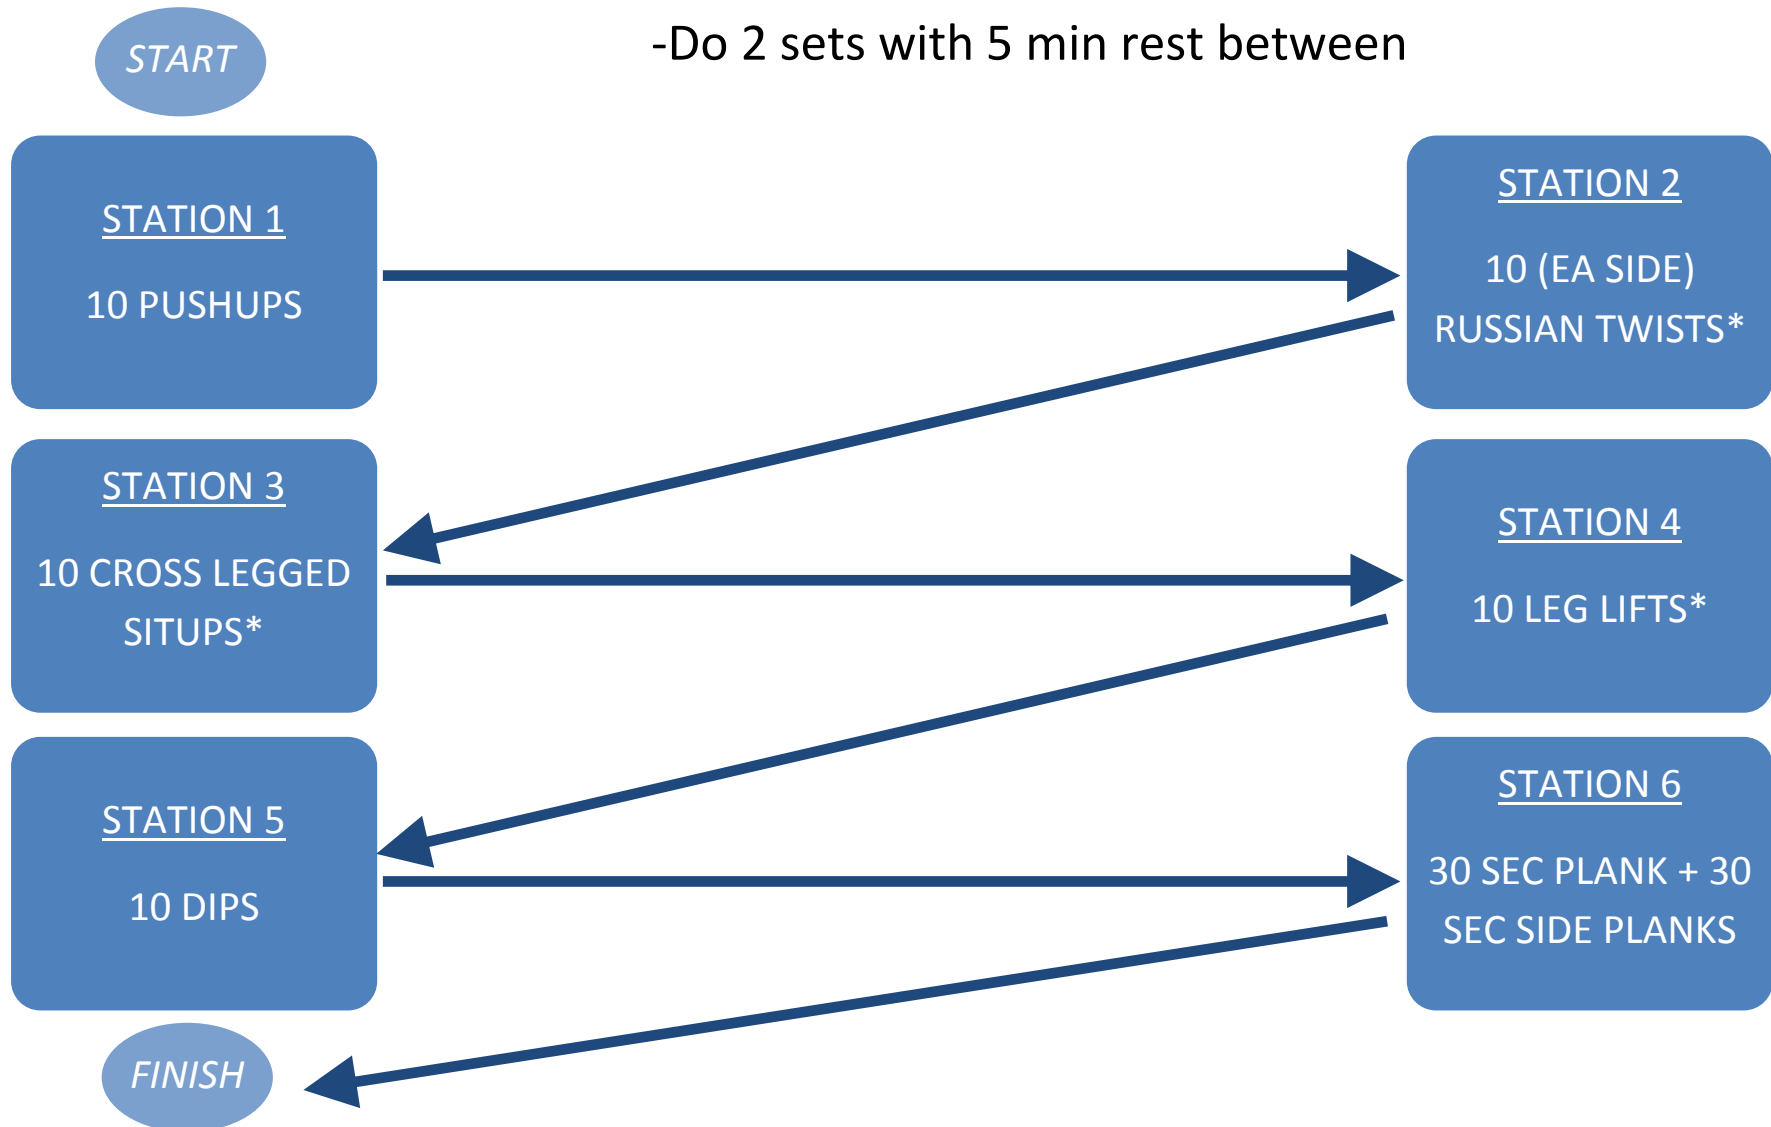 START
-Do 2 sets with 5 min rest between
STATION 1
10 PUSHUPS
STATION 2
10 (EA SIDE)
RUSSIAN TWISTS*
STATION 3
10 CROSS LEGGED
SITUPS*
STATION 4
10 LEG LIFTS*
STATION 5
10 DIPS
STATION 6
30 SEC PLANK + 30
SEC SIDE PLANKS
FINISH